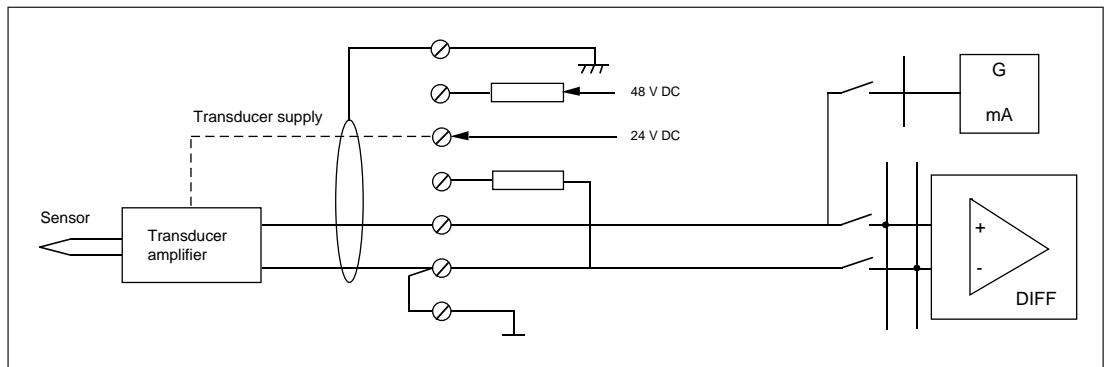 48 V DC
G
mA
Transducer supply
24 V DC
Sensor
Transducer
amplifier
+
-
DIFF